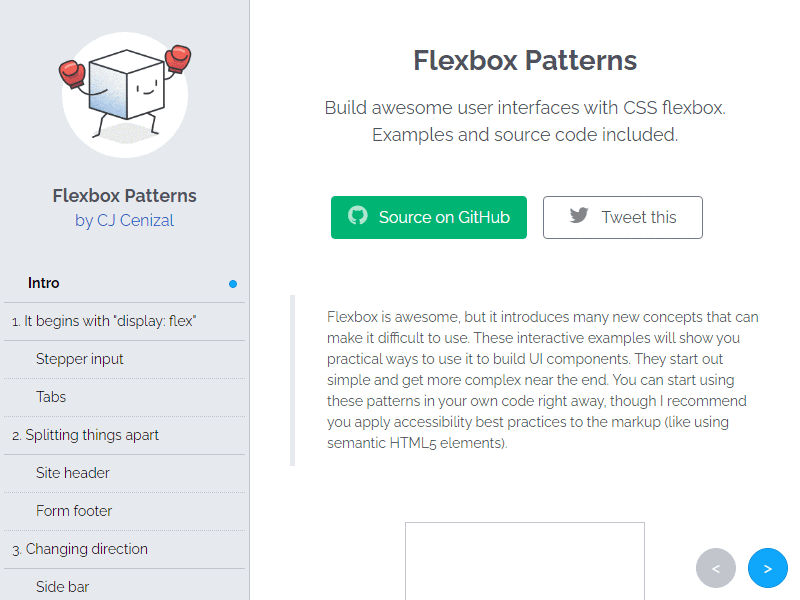 Flexbox Patterns
by CJ Cenizal
Intro
1. It begins with "display: flex"
Stepper input
Tabs
2. Splitting things apart
Site header
Form footer
3. Changing direction
Side bar
Flexbox Patterns
Build awesome user interfaces with CSS flexbox.
Examples and source code included.
Source on GitHub
Tweet this
Flexbox is awesome, but it introduces many new concepts that can
make it difficult to use. These interactive examples will show you
practical ways to use it to build UI components. They start out
simple and get more complex near the end. You can start using
these patterns in your own code right away, though I recommend
you apply accessibility best practices to the markup (like using
semantic HTML5 elements).
< >